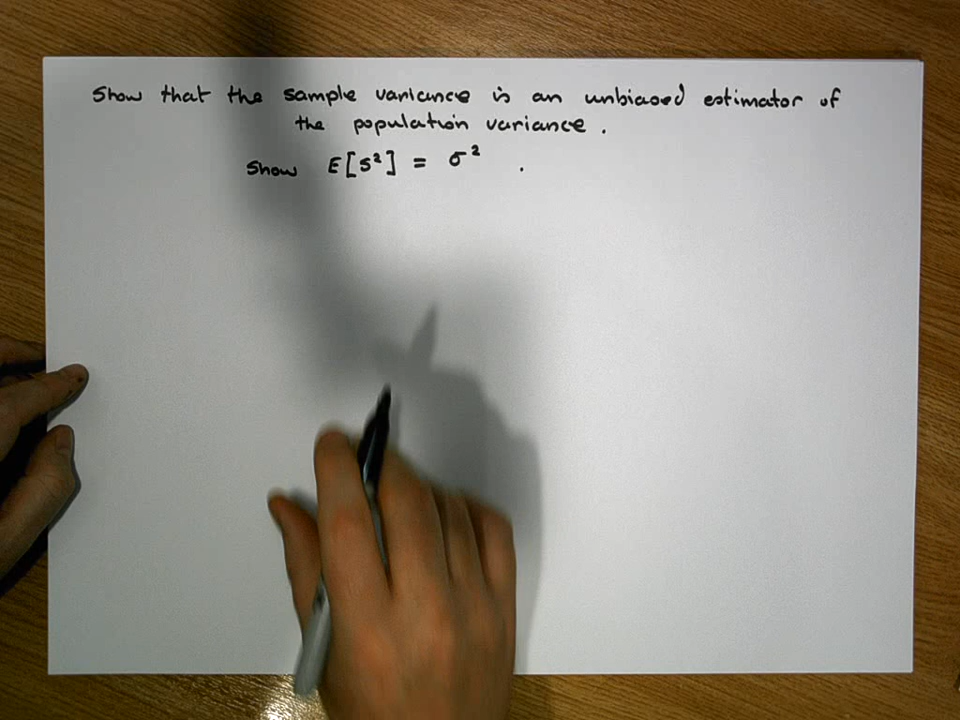 Show that the sample variance is an unbiased estimator of
the population variance.
Show E[S²] = σ² .